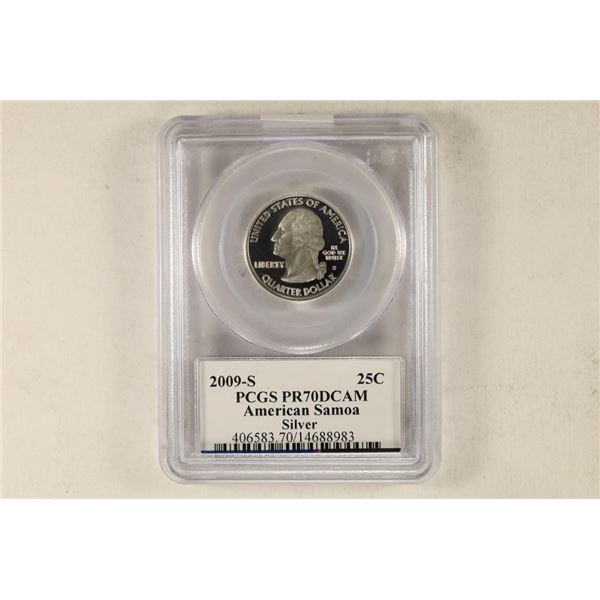 UNITED STATES OF AMERICA
LIBERTY
IN
GOD WE
TRUST
S
QUARTER DOLLAR
2009-S 25C
PCGS PR70DCAM
American Samoa
Silver
406583.70/14688983